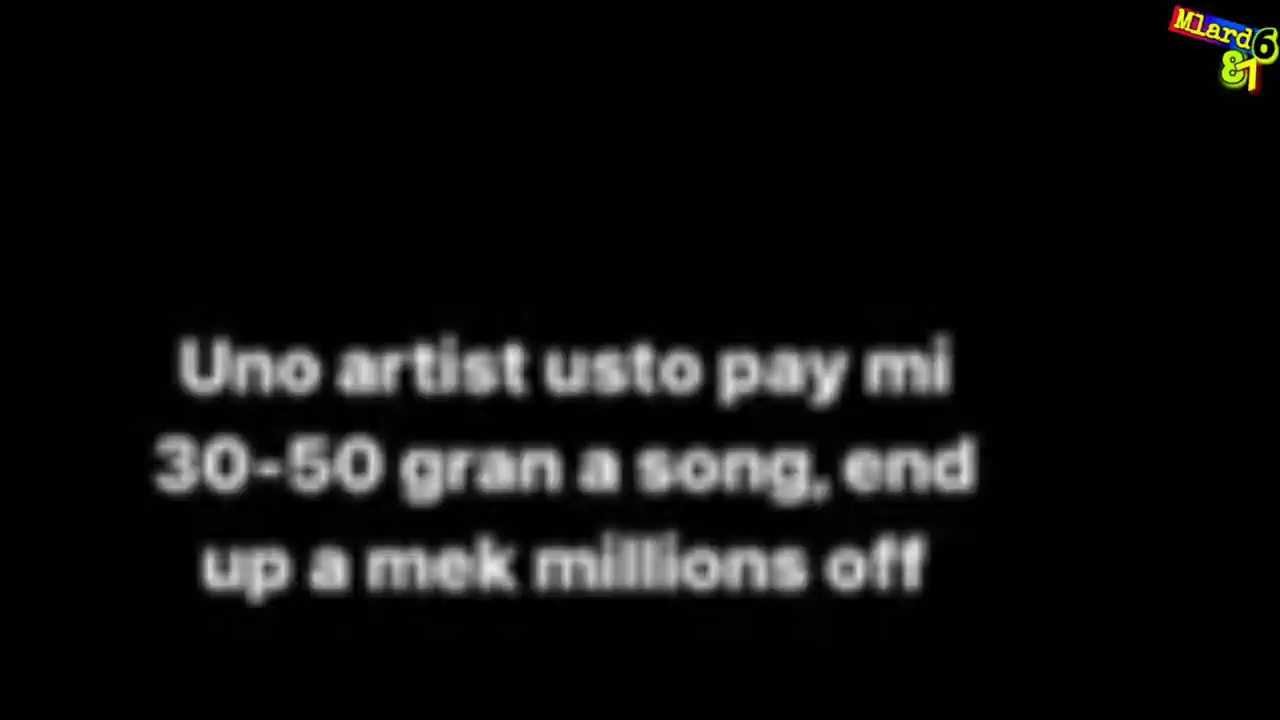 Mlard6
87
Uno artist usto pay mi
30-50 gran a song, end
up a mek millions off